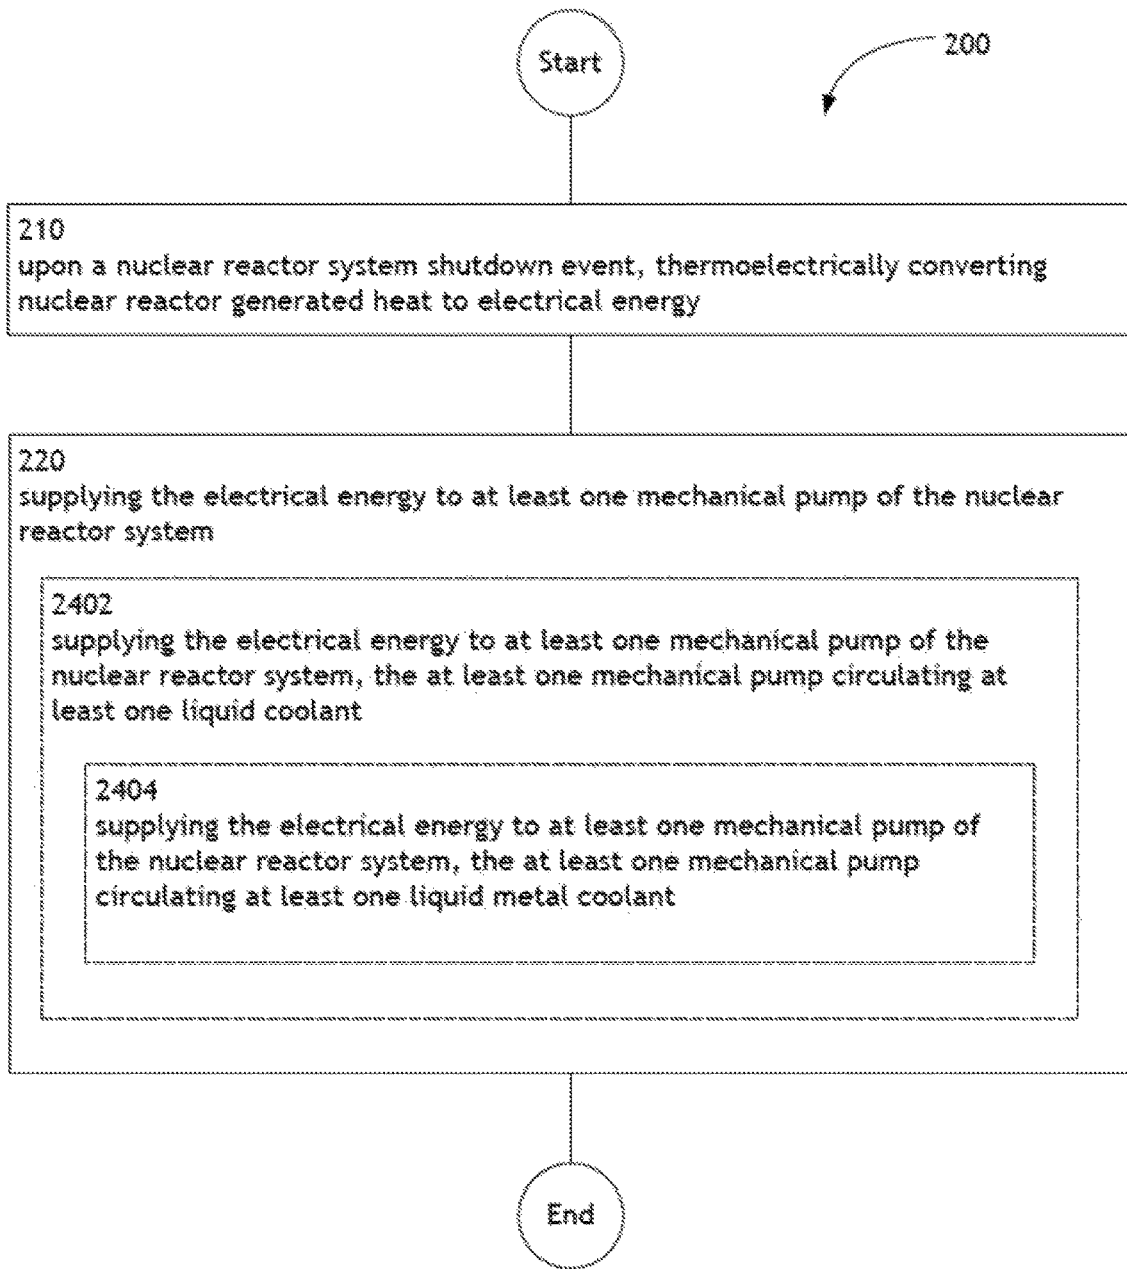 Start
200
210
upon a nuclear reactor system shutdown event, thermoelectrically converting
nuclear reactor generated heat to electrical energy
220
supplying the electrical energy to at least one mechanical pump of the nuclear
reactor system
2402
supplying the electrical energy to at least one mechanical pump of the
nuclear reactor system, the at least one mechanical pump circulating at
least one liquid coolant
2404
supplying the electrical energy to at least one mechanical pump of
the nuclear reactor system, the at least one mechanical pump
circulating at least one liquid metal coolant
End